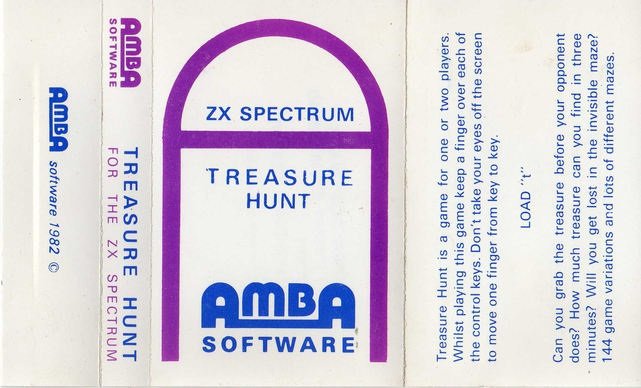 AMBA
software 1982 ©
AMBA
SOFTWARE
TREASURE HUNT
FOR THE ZX SPECTRUM
ZX SPECTRUM
TREASURE
HUNT
AMBA
SOFTWARE
Treasure Hunt is a game for one or two players.
Whilst playing this game keep a finger over each of
the control keys. Don't take your eyes off the screen
to move one finger from key to key.
LOAD "t"
Can you grab the treasure before your opponent
does? How much treasure can you find in three
minutes? Will you get lost in the invisible maze?
144 game variations and lots of different mazes.